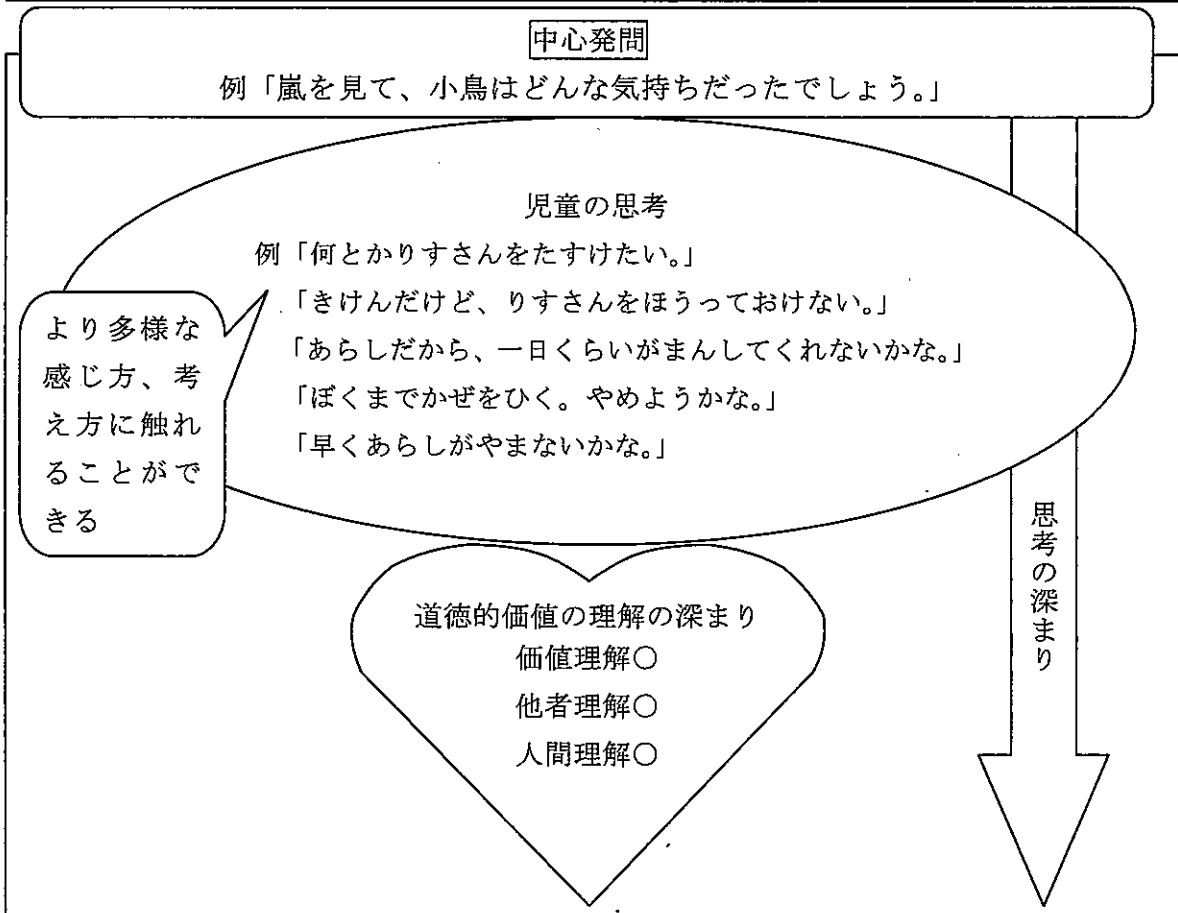 中心発問
例「嵐を見て、小鳥はどんな気持ちだったでしょう。」
児童の思考
例「何とかりすさんをたすけたい。」
「きけんだけど、りすさんをほうっておけない。」
「あらしだから、一日くらいがまんしてくれないかな。」
「ぼくまでかぜをひく。やめようかな。」
「早くあらしがやまないかな。」
より多様な
感じ方、考
え方に触れ
ることがで
きる
道徳的価値の理解の深まり
価値理解○
他者理解○
人間理解○
思考の深まり